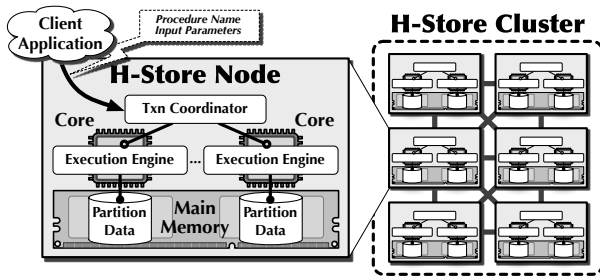 Client
Application
Procedure Name
Input Parameters
H-Store Cluster
H-Store Node
Txn Coordinator
Core
Core
Execution Engine
...
Execution Engine
Partition
Data
Main
Memory
Partition
Data